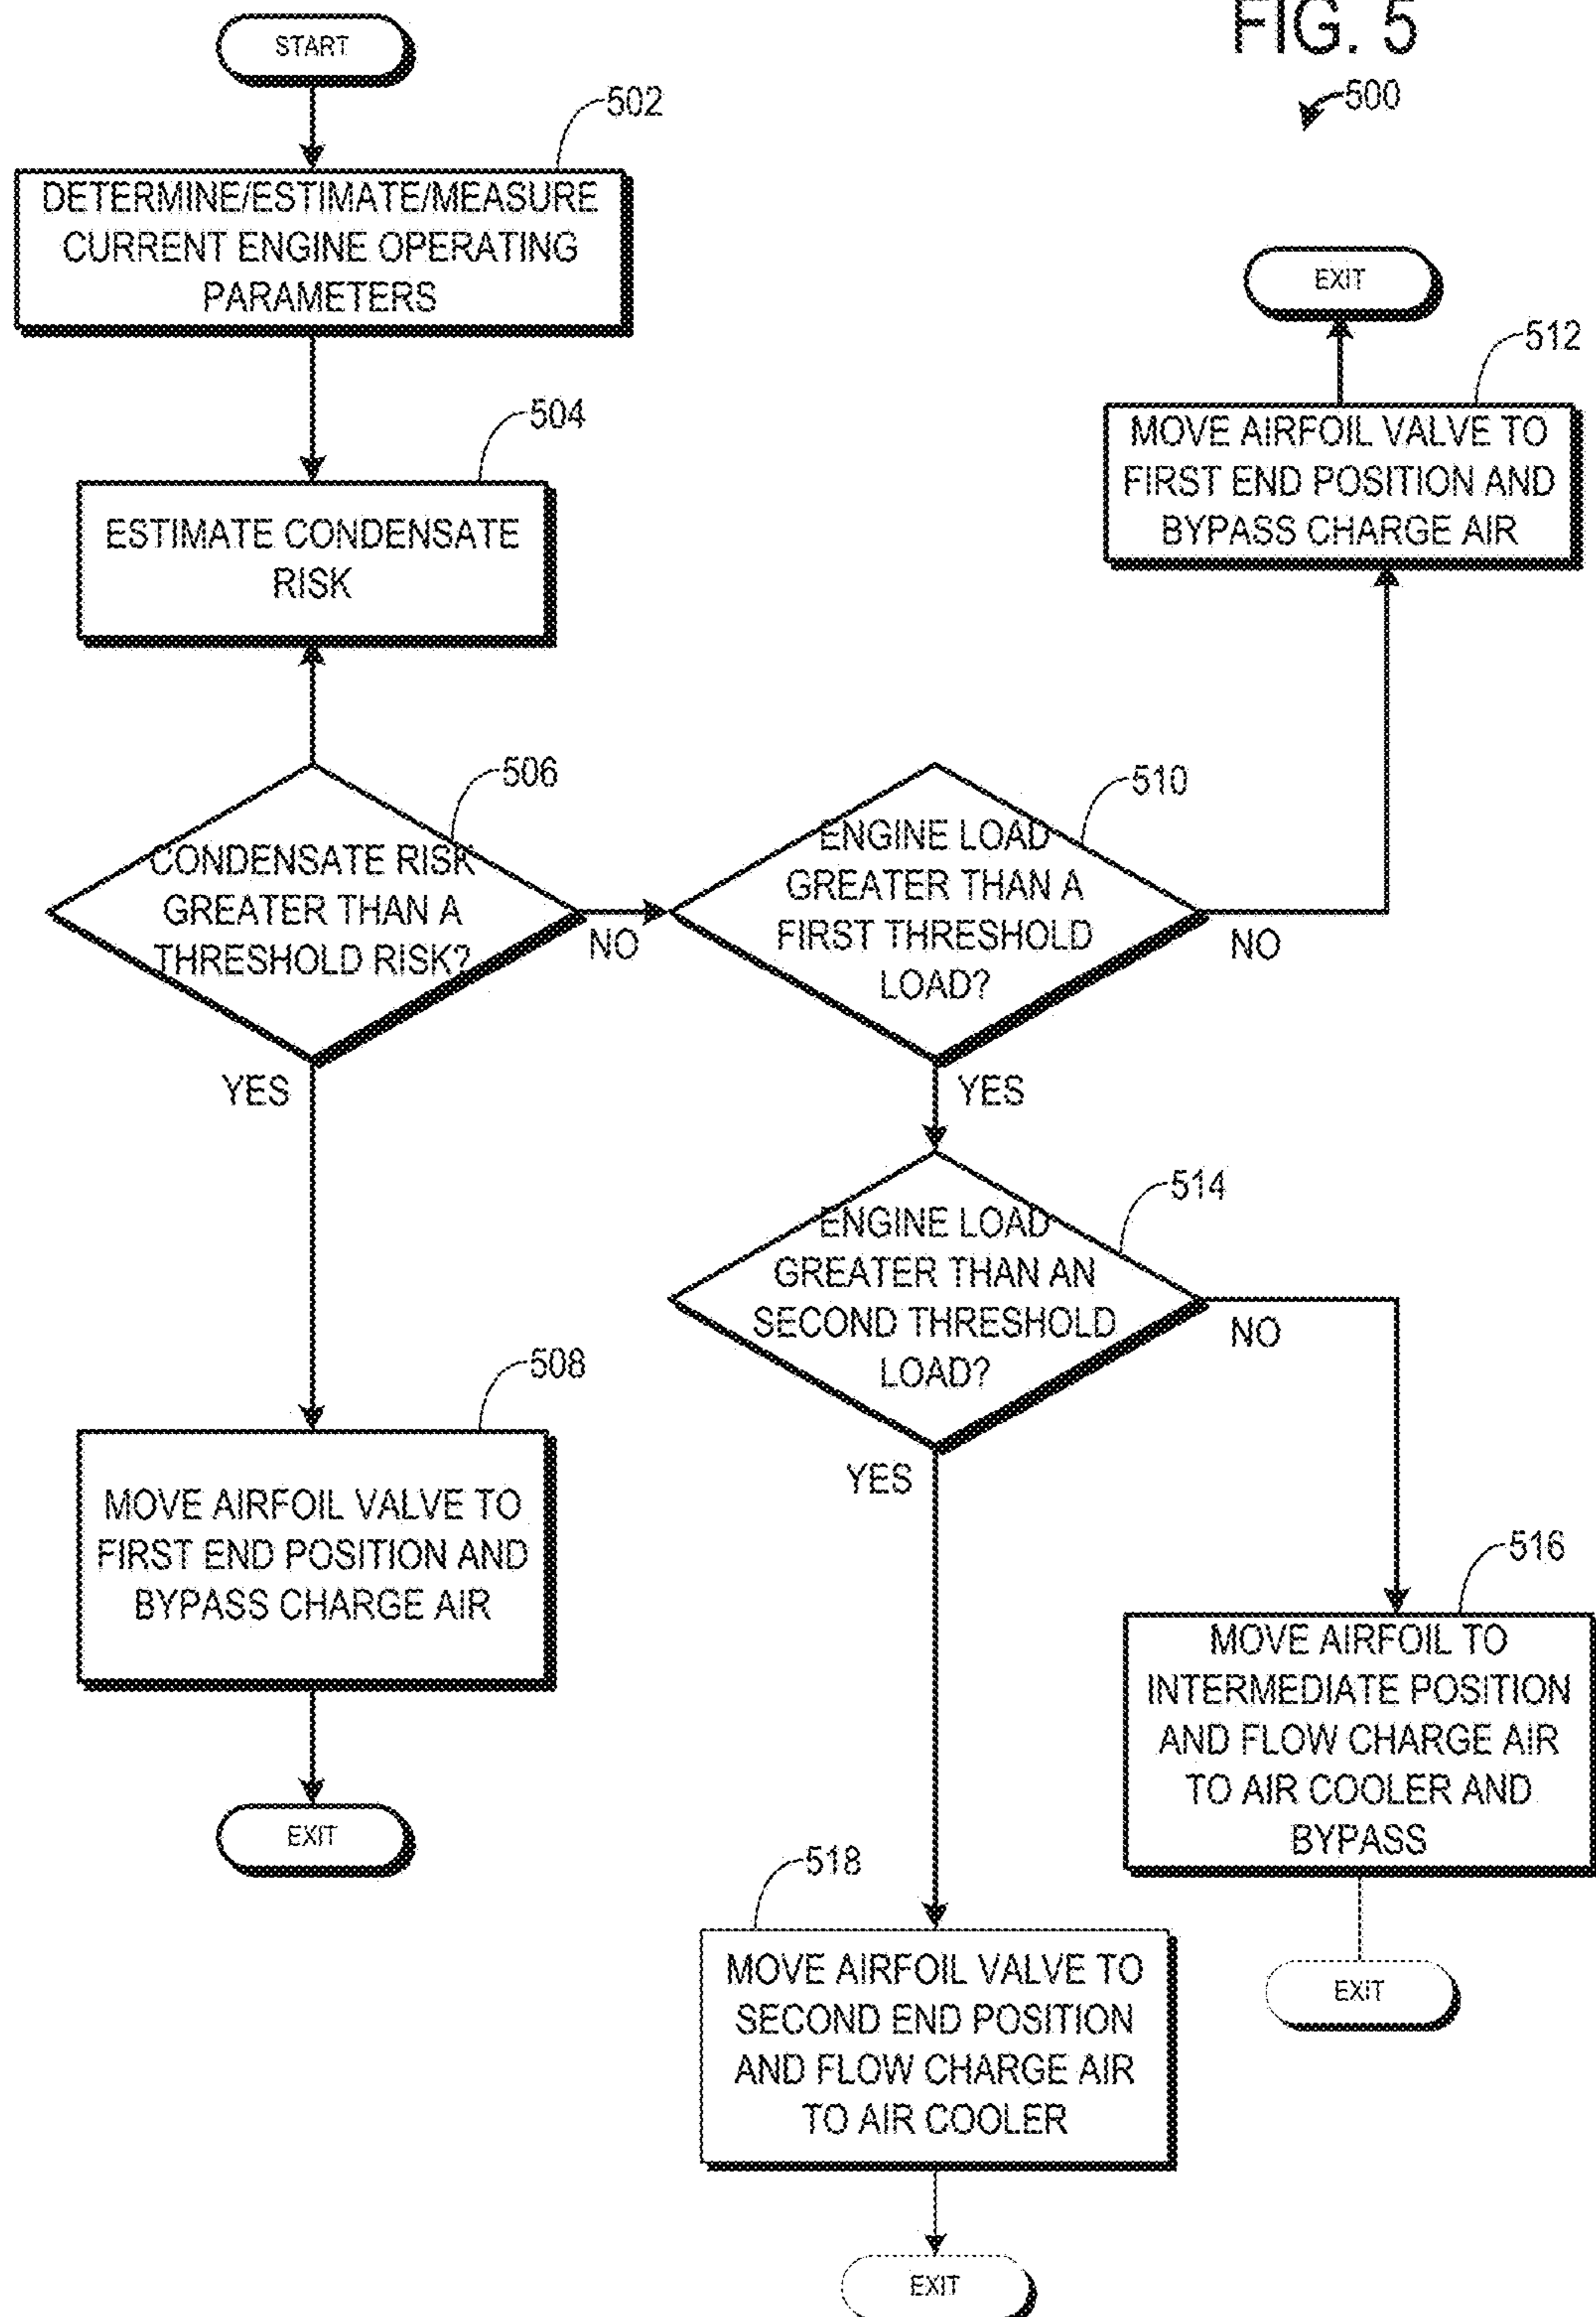 FIG. 5
500
START
502
DETERMINE/ESTIMATE/MEASURE
CURRENT ENGINE OPERATING
PARAMETERS
504
ESTIMATE CONDENSATE
RISK
506
CONDENSATE RISK
GREATER THAN A
THRESHOLD RISK?
NO
YES
508
MOVE AIRFOIL VALVE TO
FIRST END POSITION AND
BYPASS CHARGE AIR
EXIT
510
ENGINE LOAD
GREATER THAN A
FIRST THRESHOLD
LOAD?
NO
YES
512
MOVE AIRFOIL VALVE TO
FIRST END POSITION AND
BYPASS CHARGE AIR
EXIT
514
ENGINE LOAD
GREATER THAN AN
SECOND THRESHOLD
LOAD?
NO
YES
516
MOVE AIRFOIL TO
INTERMEDIATE POSITION
AND FLOW CHARGE AIR
TO AIR COOLER AND
BYPASS
EXIT
518
MOVE AIRFOIL VALVE TO
SECOND END POSITION
AND FLOW CHARGE AIR
TO AIR COOLER
EXIT